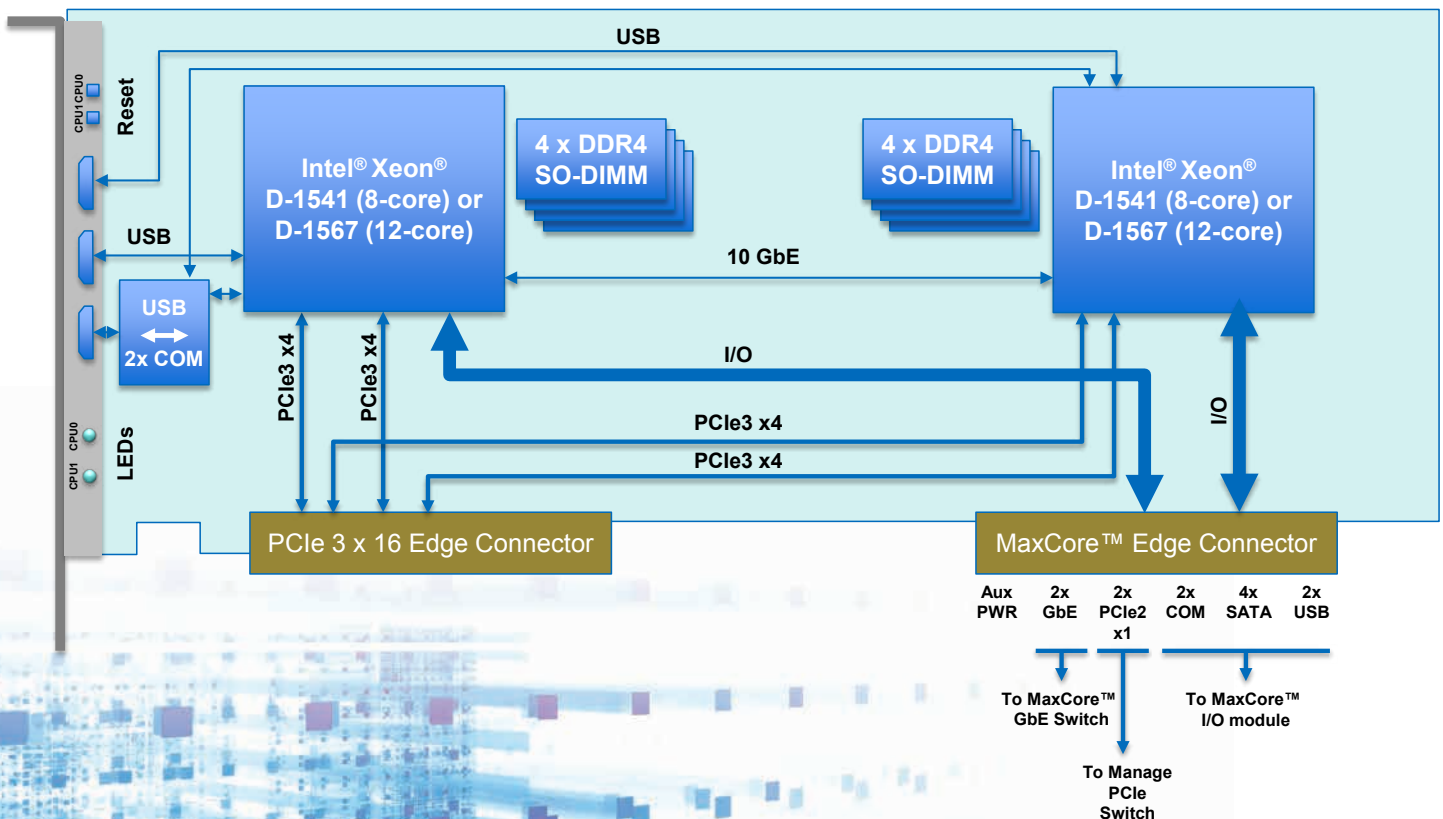 USB
CPU1 CPU0
Reset
Intel® Xeon®
D-1541 (8-core) or
D-1567 (12-core)
4 x DDR4
SO-DIMM
4 x DDR4
SO-DIMM
Intel® Xeon®
D-1541 (8-core) or
D-1567 (12-core)
USB
10 GbE
USB
2x COM
PCIe3 x4
PCIe3 x4
I/O
I/O
PCIe3 x4
PCIe3 x4
CPU1 CPU0
LEDs
PCIe 3 x 16 Edge Connector
MaxCore™ Edge Connector
Aux
PWR
2x
GbE
2x
PCIe2
x1
2x
COM
4x
SATA
2x
USB
To MaxCore™
GbE Switch
To MaxCore™
I/O module
To Manage
PCIe
Switch